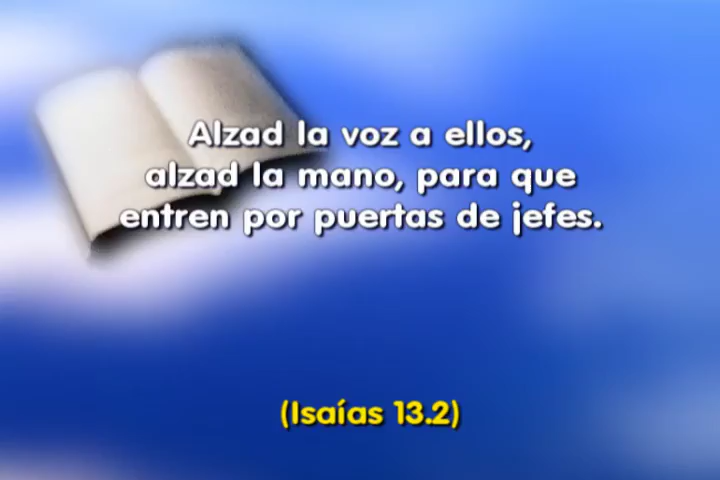 Alzad la voz a ellos,
alzad la mano, para que
entren por puertas de jefes.
(Isaías 13.2)